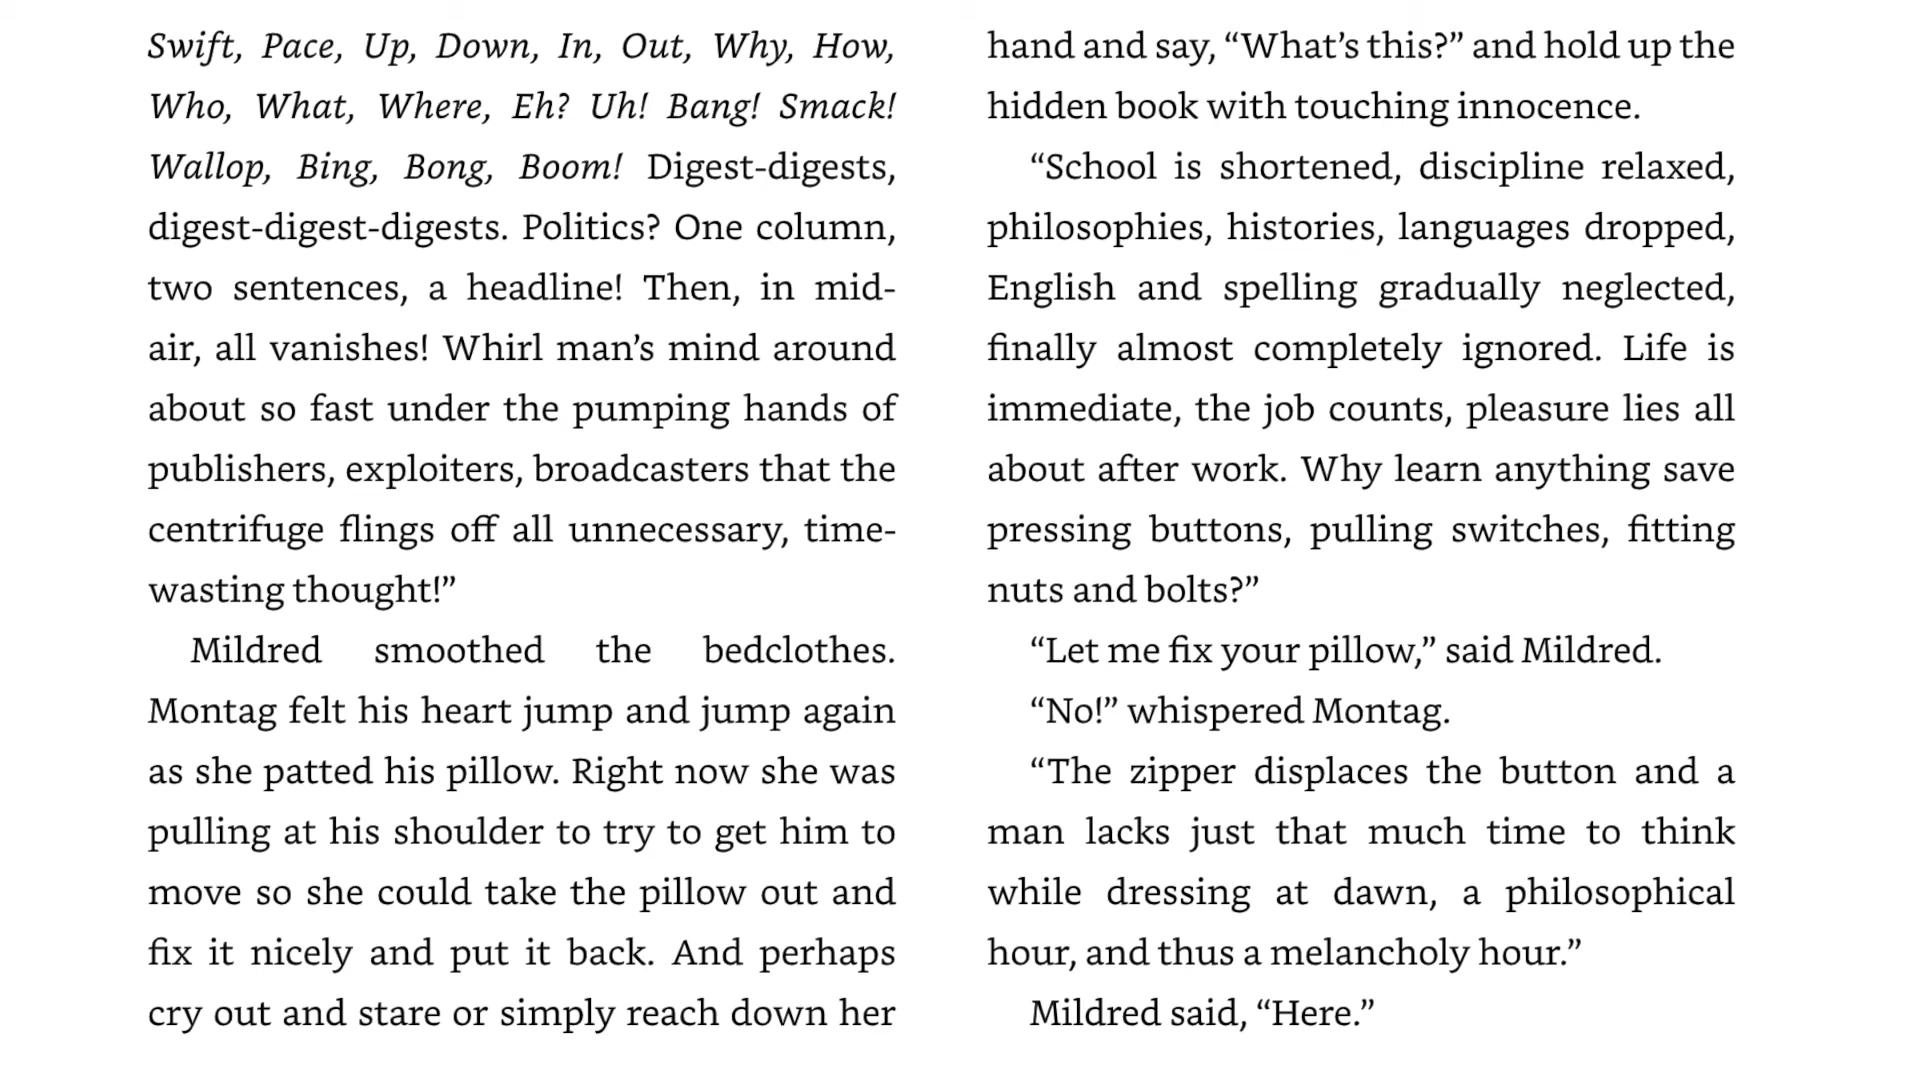 Swift, Pace, Up, Down, In, Out, Why, How,
Who, What, Where, Eh? Uh! Bang! Smack!
Wallop, Bing, Bong, Boom! Digest-digests,
digest-digest-digests. Politics? One column,
two sentences, a headline! Then, in mid-
air, all vanishes! Whirl man’s mind around
about so fast under the pumping hands of
publishers, exploiters, broadcasters that the
centrifuge flings off all unnecessary, time-
wasting thought!”
Mildred smoothed the bedclothes.
Montag felt his heart jump and jump again
as she patted his pillow. Right now she was
pulling at his shoulder to try to get him to
move so she could take the pillow out and
fix it nicely and put it back. And perhaps
cry out and stare or simply reach down her
hand and say, “What’s this?” and hold up the
hidden book with touching innocence.
“School is shortened, discipline relaxed,
philosophies, histories, languages dropped,
English and spelling gradually neglected,
finally almost completely ignored. Life is
immediate, the job counts, pleasure lies all
about after work. Why learn anything save
pressing buttons, pulling switches, fitting
nuts and bolts?”
“Let me fix your pillow,” said Mildred.
“No!” whispered Montag.
“The zipper displaces the button and a
man lacks just that much time to think
while dressing at dawn, a philosophical
hour, and thus a melancholy hour.”
Mildred said, “Here.”